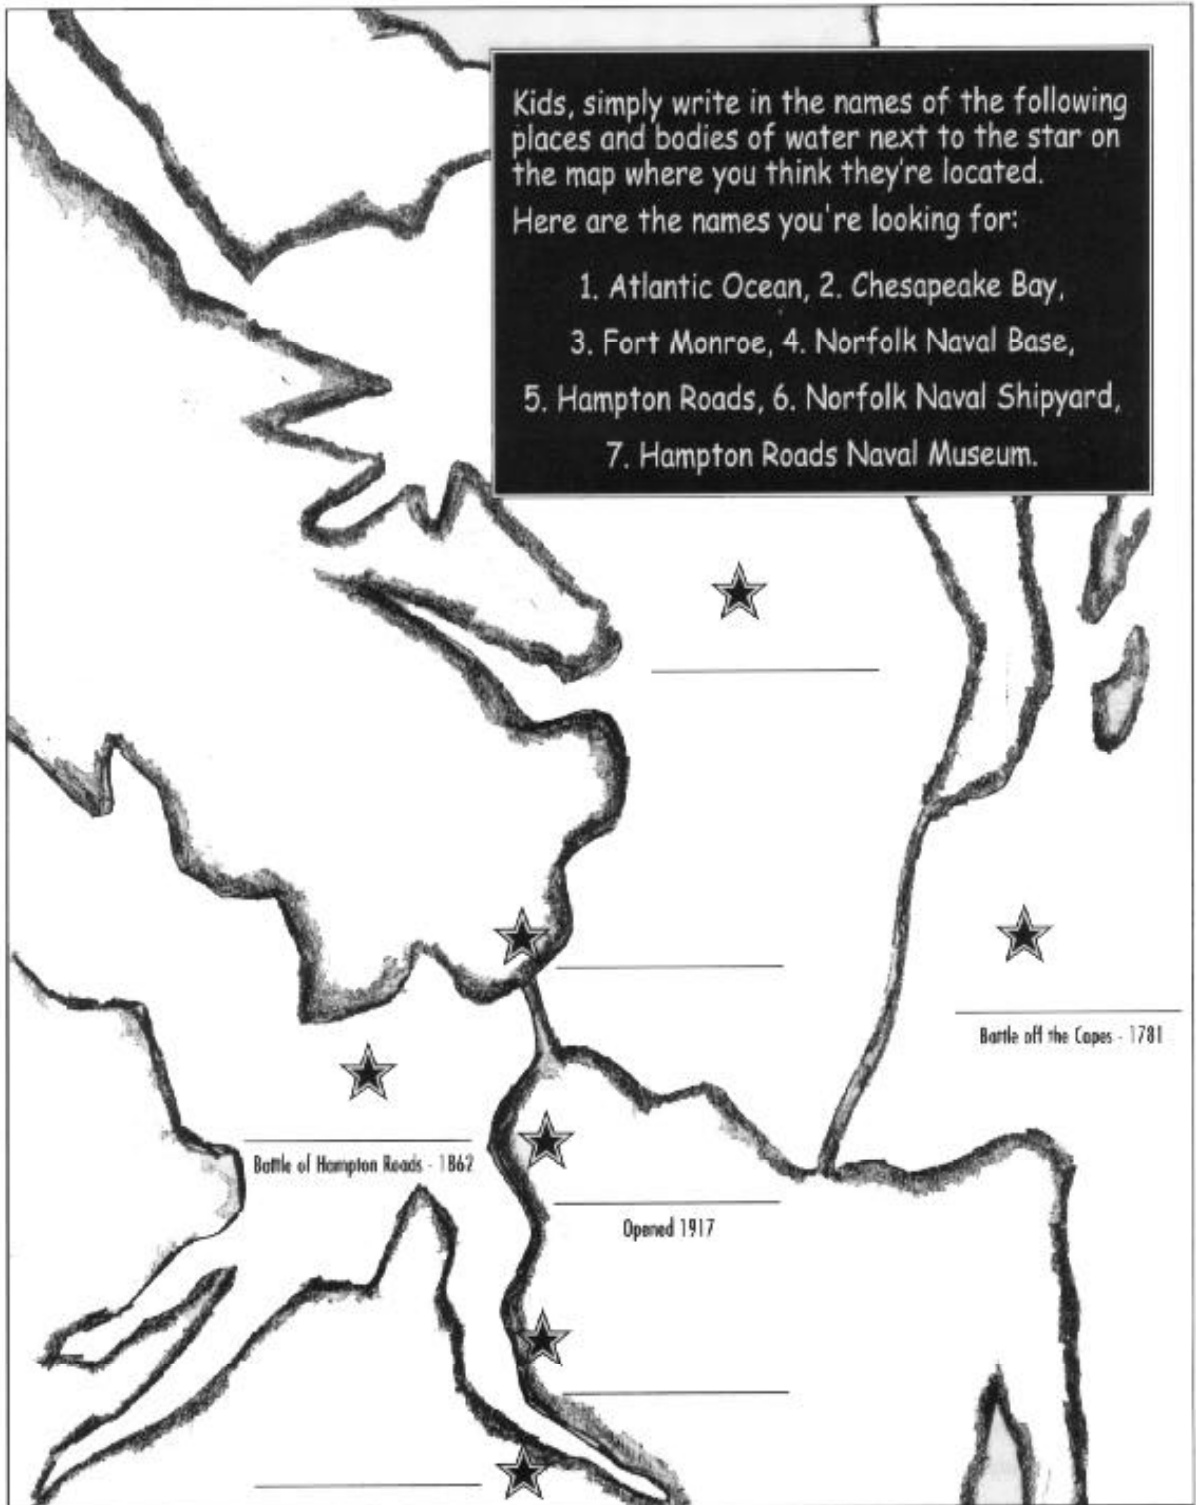 Kids, simply write in the names of the following
places and bodies of water next to the star on
the map where you think they're located.
Here are the names you're looking for:
1. Atlantic Ocean, 2. Chesapeake Bay,
3. Fort Monroe, 4. Norfolk Naval Base,
5. Hampton Roads, 6. Norfolk Naval Shipyard,
7. Hampton Roads Naval Museum.
Battle off the Capes - 1781
Battle of Hampton Roads - 1862
Opened 1917